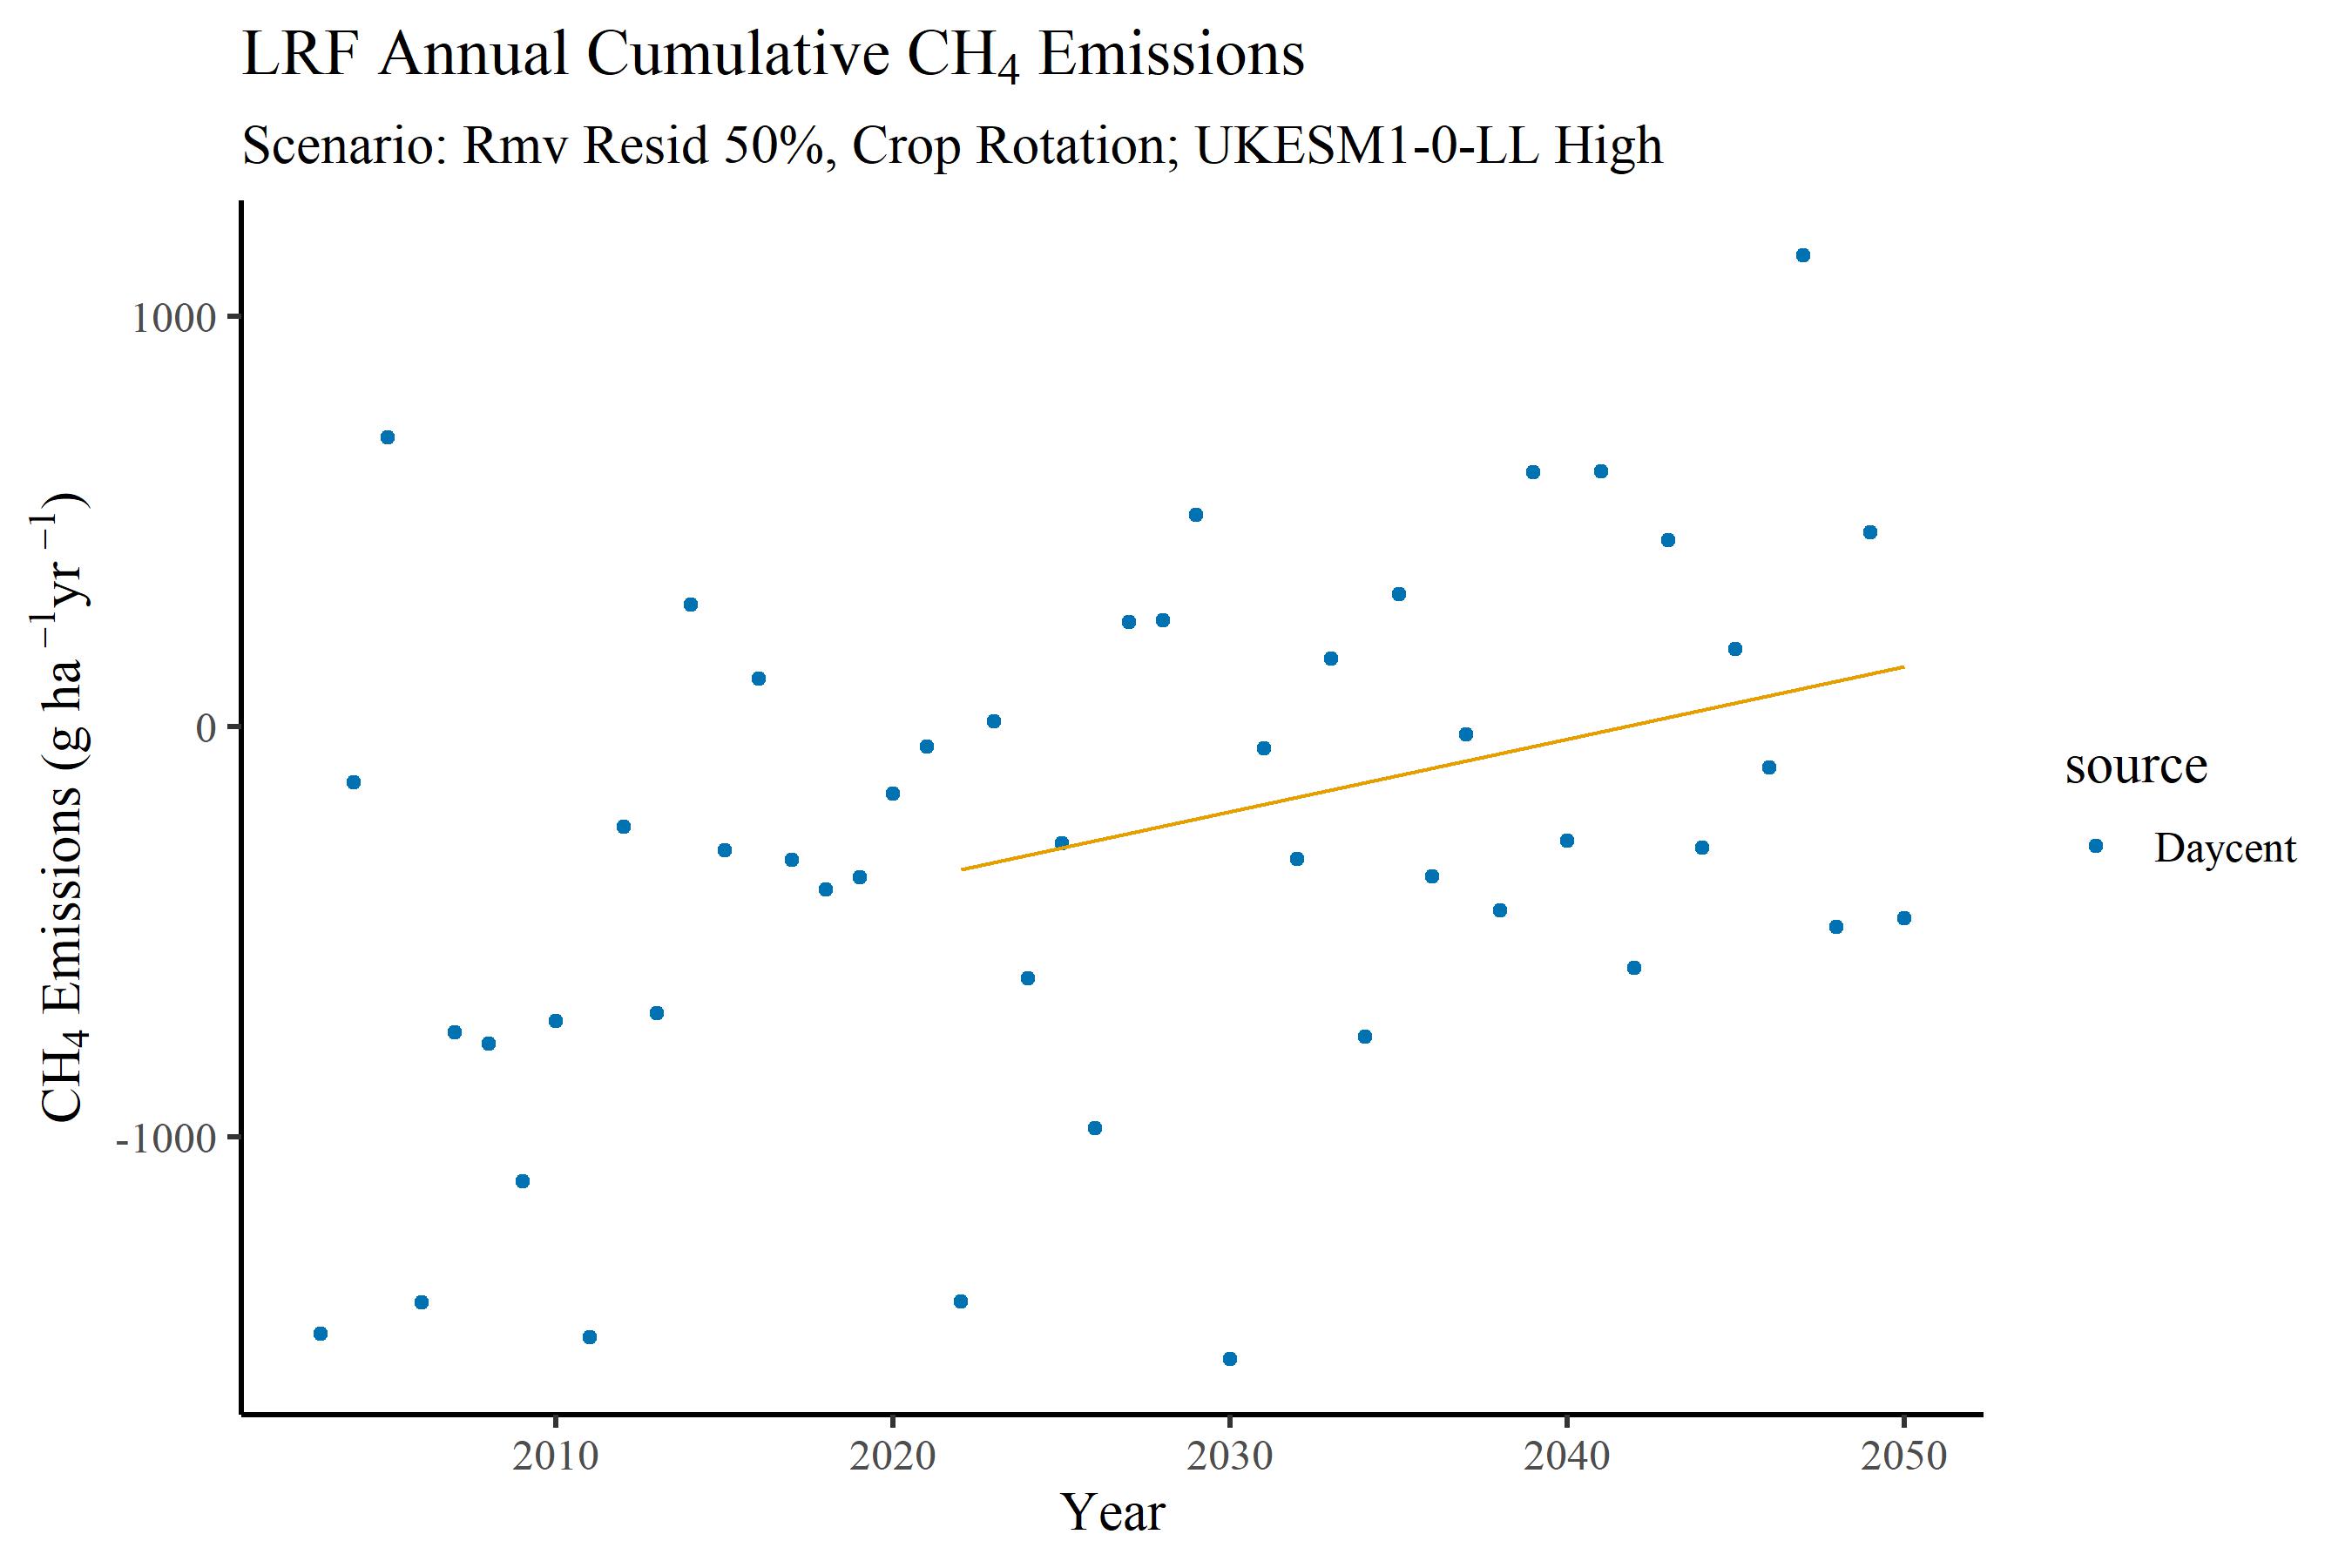 LRF Annual Cumulative CH₄ Emissions
Scenario: Rmv Resid 50%, Crop Rotation; UKESM1-0-LL High
CH₄ Emissions (g ha ⁻¹yr ⁻¹)
1000
0
-1000
2010 2020 2030 2040 2050
Year
source
Daycent